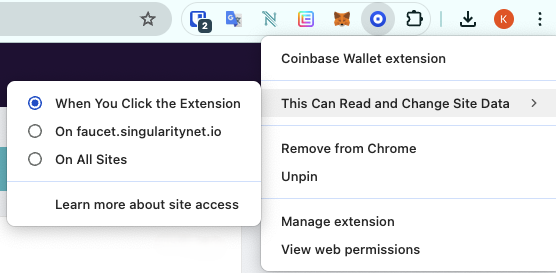 2
K
Coinbase Wallet extension
This Can Read and Change Site Data
When You Click the Extension
On faucet.singularitynet.io
On All Sites
Learn more about site access
Remove from Chrome
Unpin
Manage extension
View web permissions